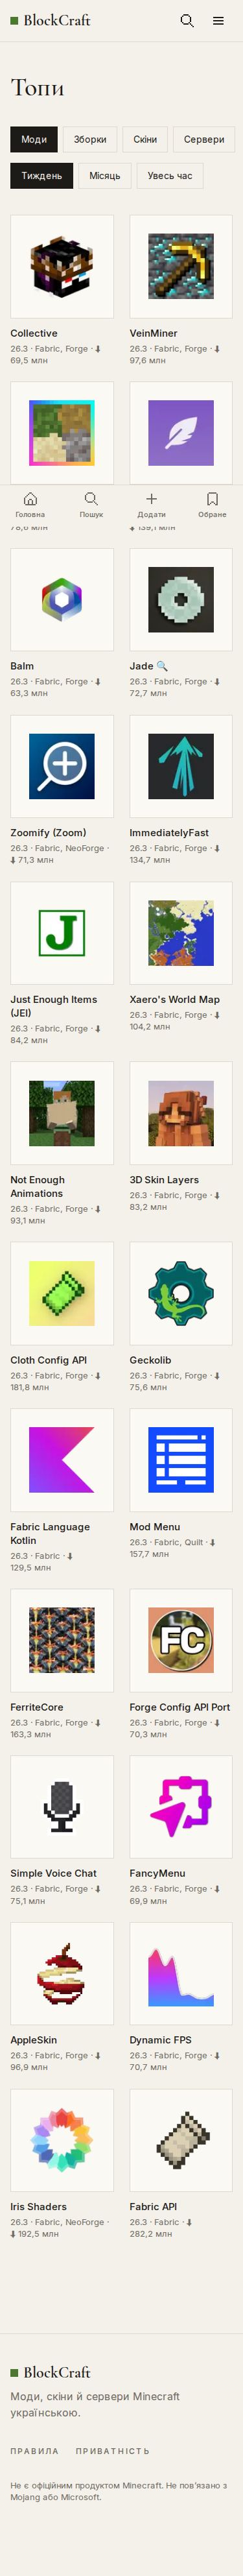 BlockCraft
Топи
Моди
Зборки
Скіни
Сервери
Тиждень
Місяць
Увесь час
Collective
26.3 · Fabric, Forge · ⬇
69,5 млн
VeinMiner
26.3 · Fabric, Forge · ⬇
97,6 млн
Головна
Пошук
Додати
Обране
Balm
26.3 · Fabric, Forge · ⬇
63,3 млн
Jade 🔍
26.3 · Fabric, Forge · ⬇
72,7 млн
Zoomify (Zoom)
26.3 · Fabric, NeoForge ·
⬇ 71,3 млн
ImmediatelyFast
26.3 · Fabric, Forge · ⬇
134,7 млн
J
Just Enough Items
(JEI)
26.3 · Fabric, Forge · ⬇
84,2 млн
Xaero's World Map
26.3 · Fabric, Forge · ⬇
104,2 млн
Not Enough
Animations
26.3 · Fabric, Forge · ⬇
93,1 млн
3D Skin Layers
26.3 · Fabric, Forge · ⬇
83,2 млн
Cloth Config API
26.3 · Fabric, Forge · ⬇
181,8 млн
Geckolib
26.3 · Fabric, Forge · ⬇
75,6 млн
Fabric Language
Kotlin
26.3 · Fabric · ⬇
129,5 млн
Mod Menu
26.3 · Fabric, Quilt · ⬇
157,7 млн
FerriteCore
26.3 · Fabric, Forge · ⬇
163,3 млн
FC
Forge Config API Port
26.3 · Fabric, Forge · ⬇
70,3 млн
Simple Voice Chat
26.3 · Fabric, Forge · ⬇
75,1 млн
FancyMenu
26.3 · Fabric, Forge · ⬇
69,9 млн
AppleSkin
26.3 · Fabric, Forge · ⬇
96,9 млн
Dynamic FPS
26.3 · Fabric, Forge · ⬇
70,7 млн
Iris Shaders
26.3 · Fabric, NeoForge ·
⬇ 192,5 млн
Fabric API
26.3 · Fabric · ⬇
282,2 млн
BlockCraft
Моди, скіни й сервери Minecraft
українською.
ПРАВИЛА
ПРИВАТНІСТЬ
Не є офіційним продуктом Minecraft. Не пов’язано з
Mojang або Microsoft.